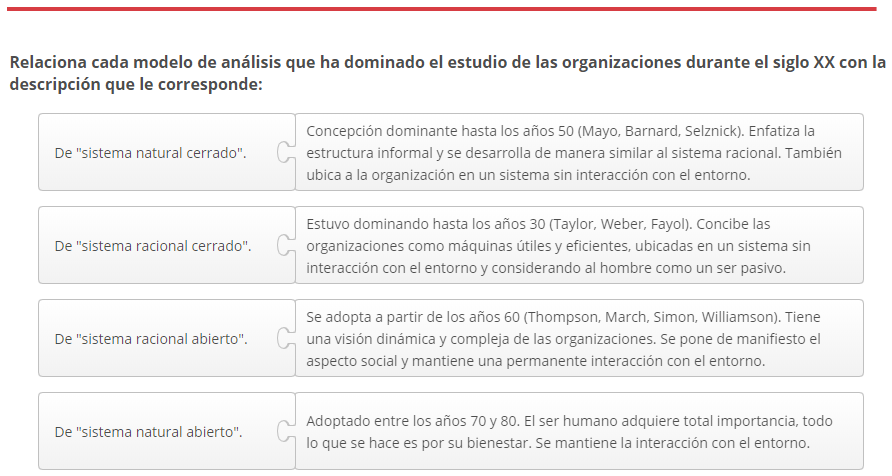 Relaciona cada modelo de análisis que ha dominado el estudio de las organizaciones durante el siglo XX con la
descripción que le corresponde:
De "sistema natural cerrado".
Concepción dominante hasta los años 50 (Mayo, Barnard, Selznick). Enfatiza la
estructura informal y se desarrolla de manera similar al sistema racional. También
ubica a la organización en un sistema sin interacción con el entorno.
De "sistema racional cerrado".
Estuvo dominando hasta los años 30 (Taylor, Weber, Fayol). Concibe las
organizaciones como máquinas útiles y eficientes, ubicadas en un sistema sin
interacción con el entorno y considerando al hombre como un ser pasivo.
De "sistema racional abierto".
Se adopta a partir de los años 60 (Thompson, March, Simon, Williamson). Tiene
una visión dinámica y compleja de las organizaciones. Se pone de manifiesto el
aspecto social y mantiene una permanente interacción con el entorno.
De "sistema natural abierto".
Adoptado entre los años 70 y 80. El ser humano adquiere total importancia, todo
lo que se hace es por su bienestar. Se mantiene la interacción con el entorno.